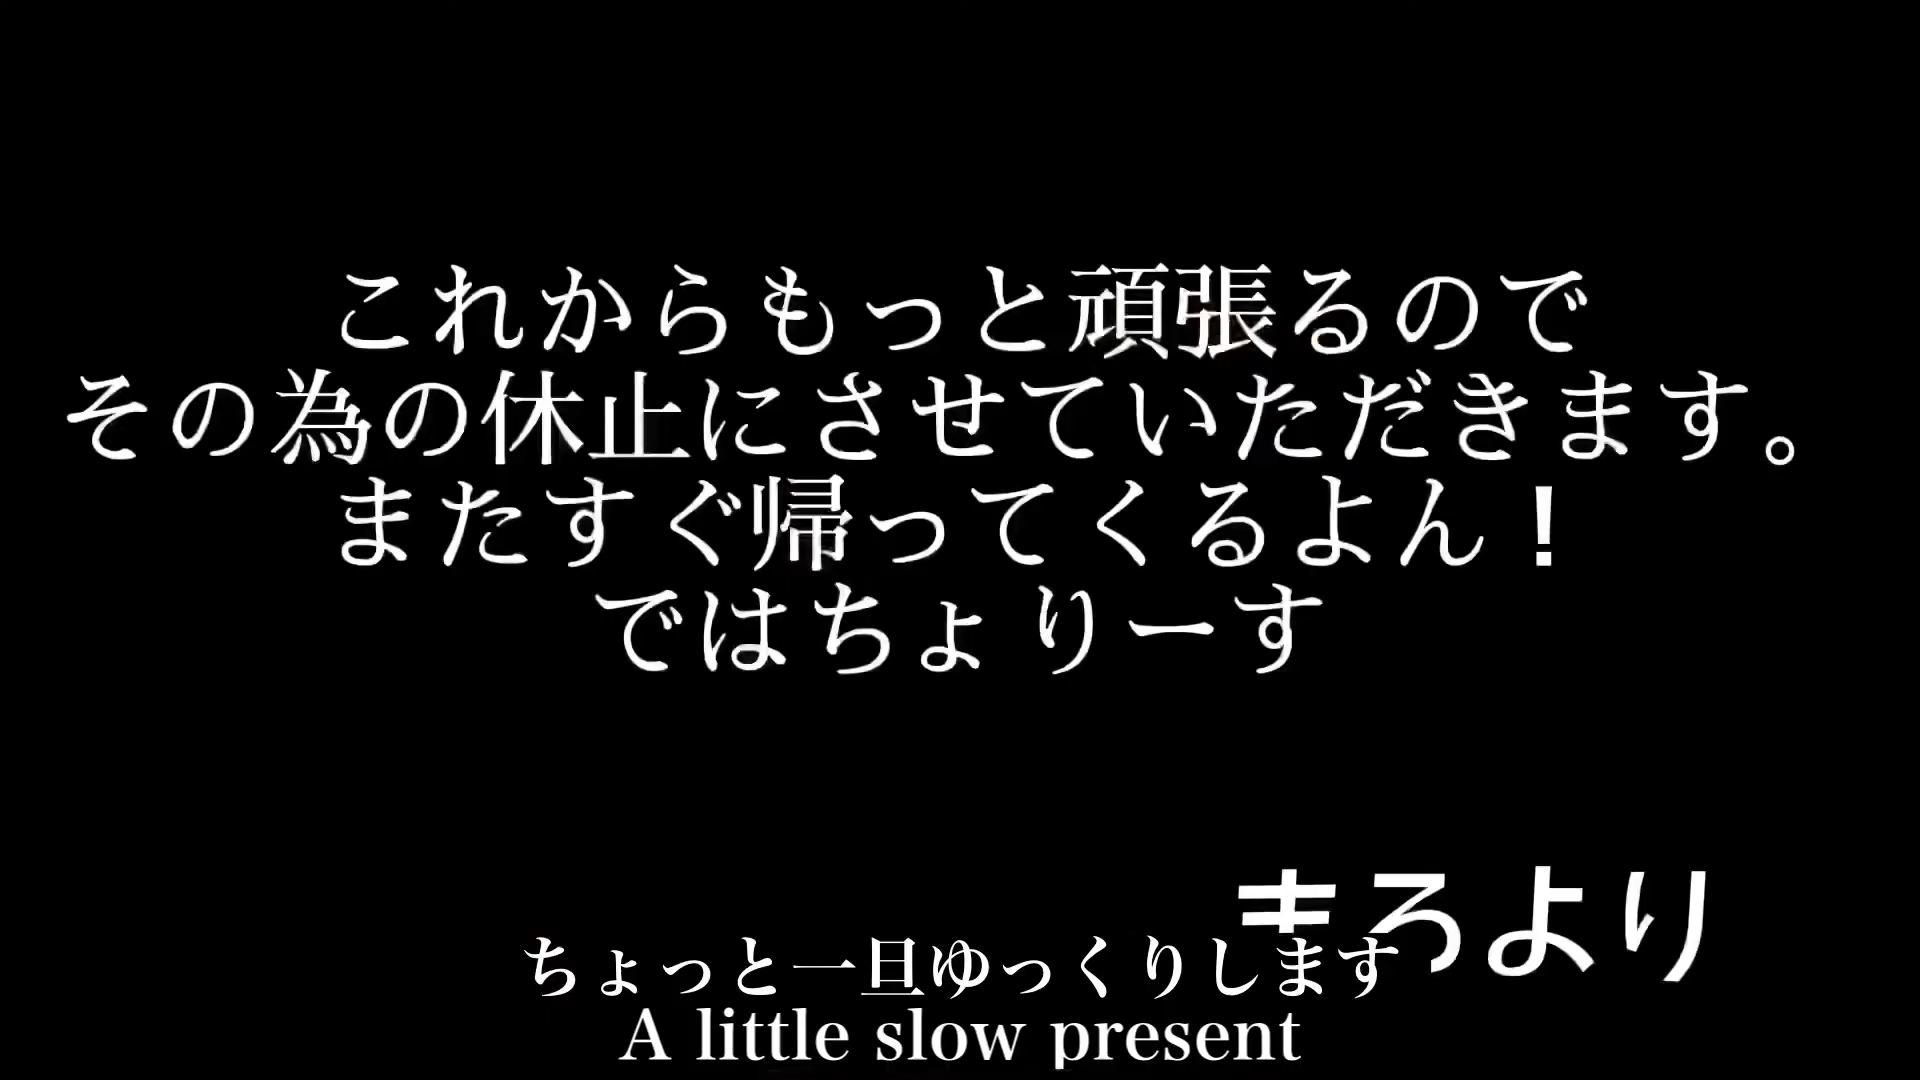 これからもっと頑張るので
その為の休止にさせていただきます。
またすぐ帰ってくるよん！
ではちょりーす
まろより
ちょっと一旦ゆっくりします
A little slow present